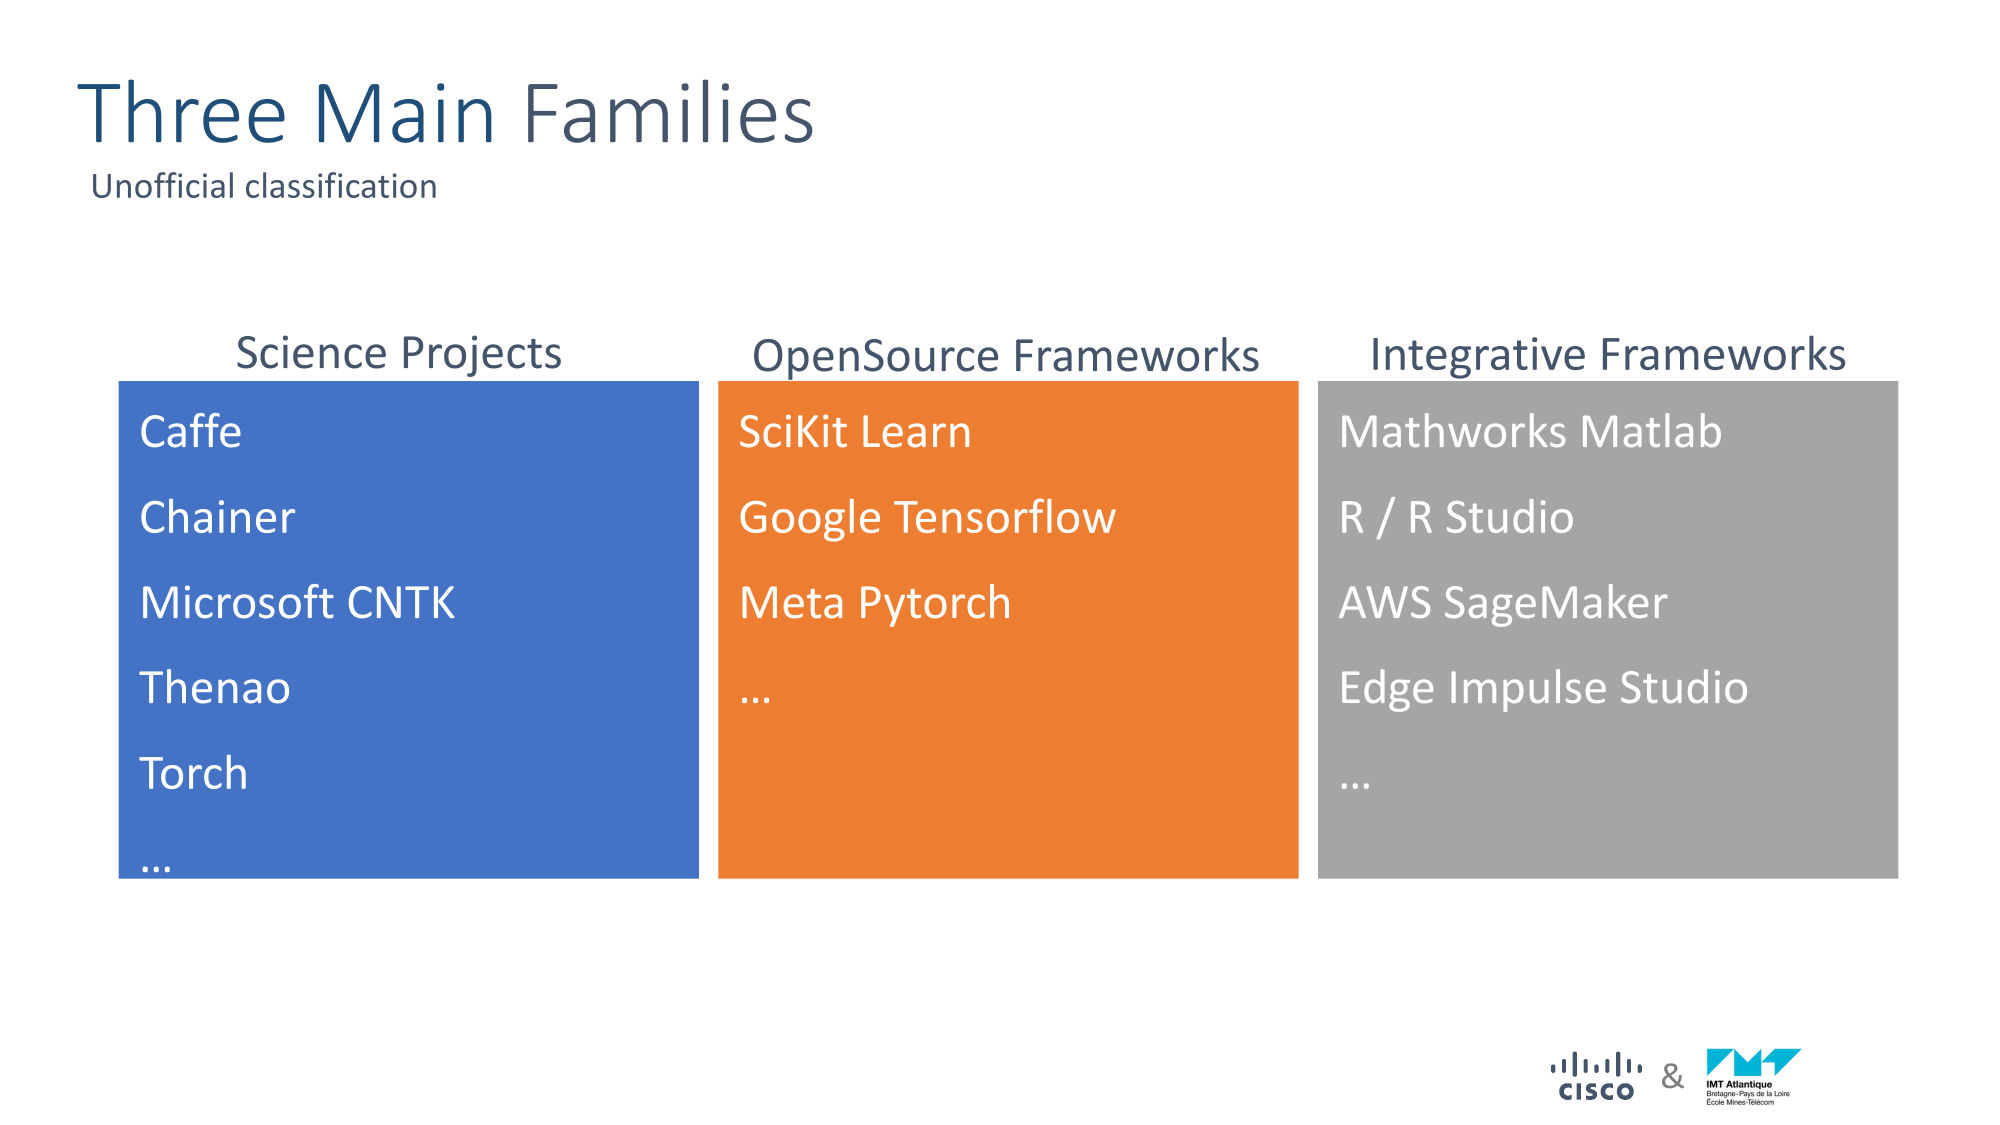 Three Main Families
Unofficial classification
Science Projects
Caffe
Chainer
Microsoft CNTK
Thenao
Torch
...
OpenSource Frameworks
SciKit Learn
Google Tensorflow
Meta Pytorch
...
Integrative Frameworks
Mathworks Matlab
R / R Studio
AWS SageMaker
Edge Impulse Studio
...
CISCO
&
IMT Atlantique
Bretagne-Pays de la Loire
École Mines-Télécom